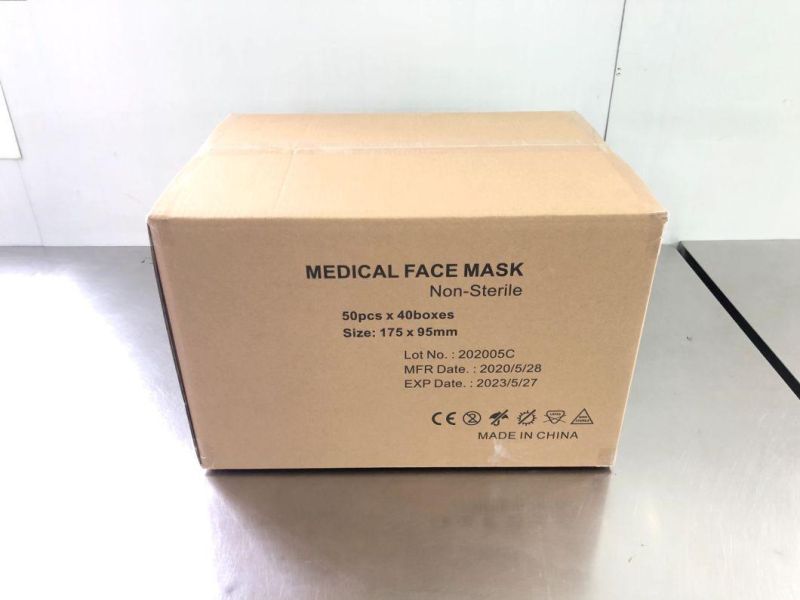 MEDICAL FACE MASK
Non-Sterile
50pcs x 40boxes
Size: 175 x 95mm
Lot No. : 202005C
MFR Date. : 2020/5/28
EXP Date. : 2023/5/27
CE
MADE IN CHINA